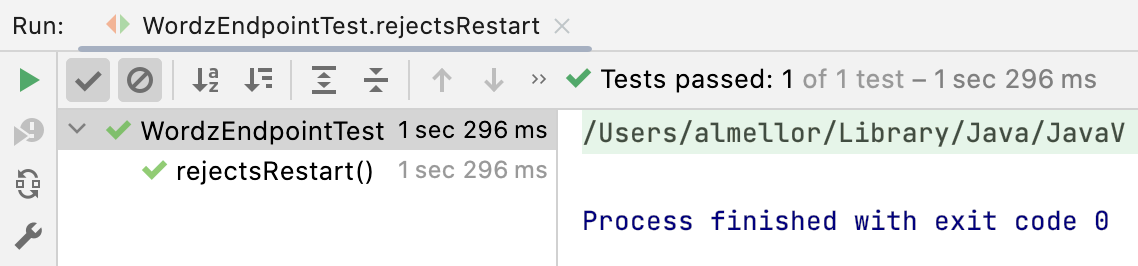 Run: WordzEndpointTest.rejectsRestart
Tests passed: 1 of 1 test – 1 sec 296 ms
WordzEndpointTest 1 sec 296 ms
rejectsRestart() 1 sec 296 ms
/Users/almellor/Library/Java/JavaV
Process finished with exit code 0